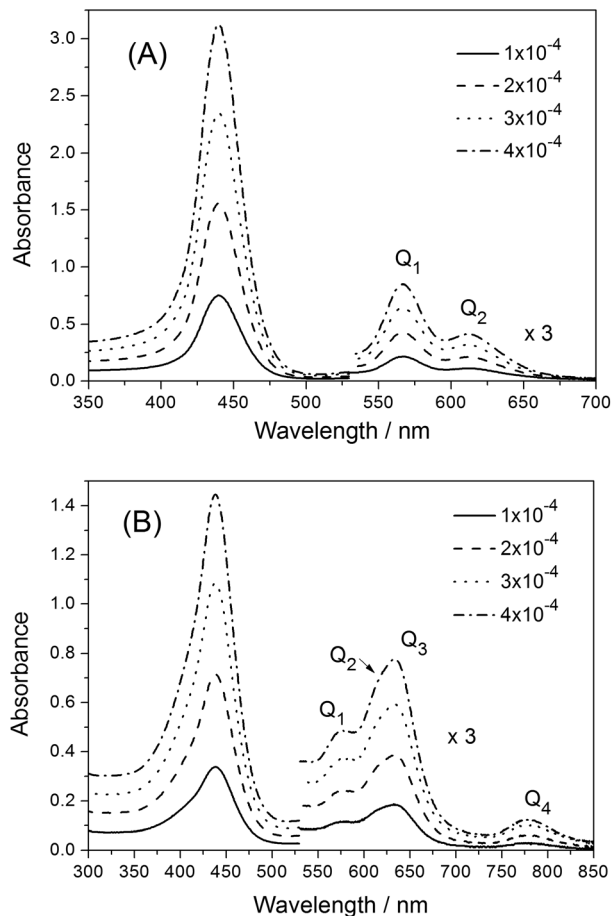 (A)
1x10⁻⁴
2x10⁻⁴
3x10⁻⁴
4x10⁻⁴
Q₁
Q₂
x 3
Absorbance
3.0
2.5
2.0
1.5
1.0
0.5
0.0
350 400 450 500 550 600 650 700
Wavelength / nm
(B)
1x10⁻⁴
2x10⁻⁴
3x10⁻⁴
4x10⁻⁴
Q₁
Q₂
Q₃
x 3
Q₄
Absorbance
1.4
1.2
1.0
0.8
0.6
0.4
0.2
0.0
300 350 400 450 500 550 600 650 700 750 800 850
Wavelength / nm